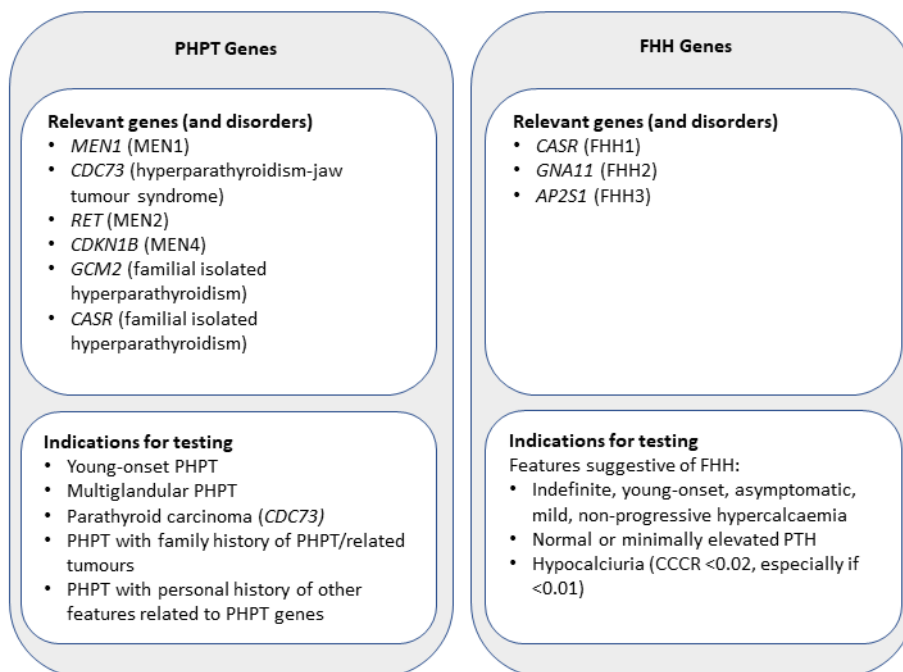 PHPT Genes
Relevant genes (and disorders)
• MEN1 (MEN1)
• CDC73 (hyperparathyroidism-jaw
tumour syndrome)
• RET (MEN2)
• CDKN1B (MEN4)
• GCM2 (familial isolated
hyperparathyroidism)
• CASR (familial isolated
hyperparathyroidism)
Indications for testing
• Young-onset PHPT
• Multiglandular PHPT
• Parathyroid carcinoma (CDC73)
• PHPT with family history of PHPT/related
tumours
• PHPT with personal history of other
features related to PHPT genes
FHH Genes
Relevant genes (and disorders)
• CASR (FHH1)
• GNA11 (FHH2)
• AP2S1 (FHH3)
Indications for testing
Features suggestive of FHH:
• Indefinite, young-onset, asymptomatic,
mild, non-progressive hypercalcaemia
• Normal or minimally elevated PTH
• Hypocalciuria (CCCR <0.02, especially if
<0.01)